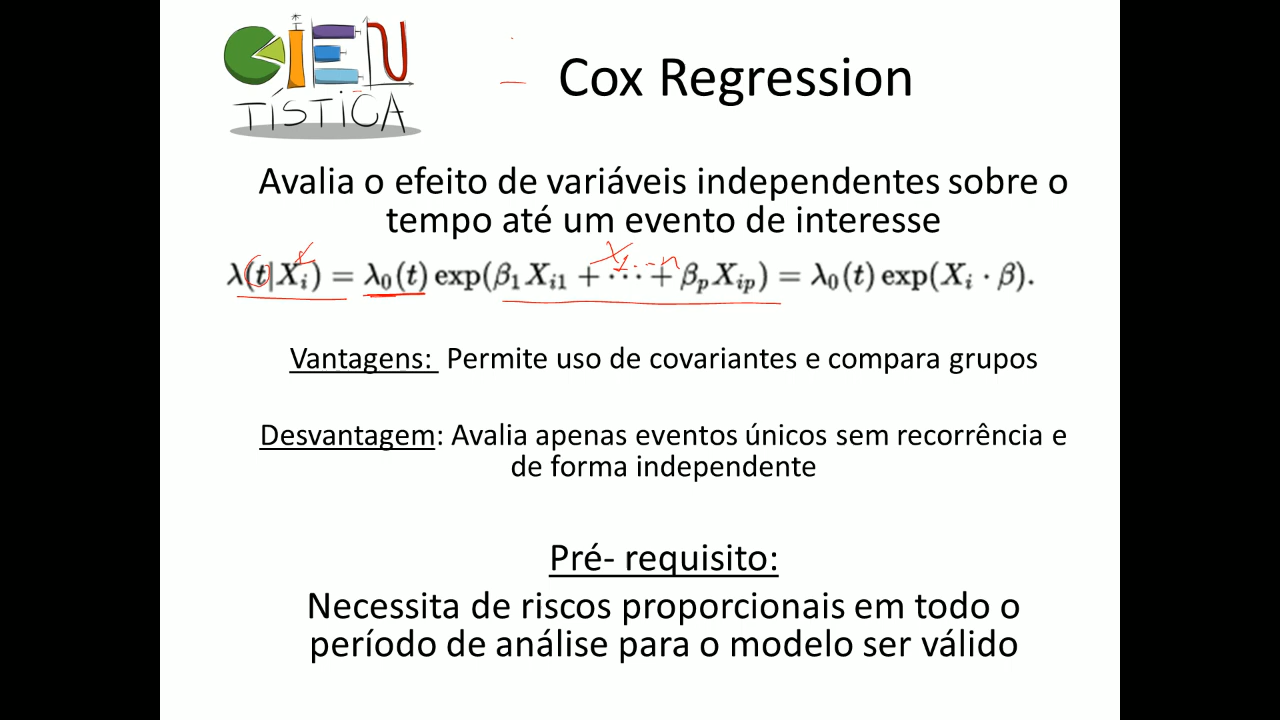 CIEN
TÍSTICA
Cox Regression
Avalia o efeito de variáveis independentes sobre o
tempo até um evento de interesse
X₁...n
λ(t|Xᵢ) = λ₀(t) exp(β₁Xᵢ₁ + ⋯ + βₚXᵢₚ) = λ₀(t) exp(Xᵢ · β).
Vantagens: Permite uso de covariantes e compara grupos
Desvantagem: Avalia apenas eventos únicos sem recorrência e
de forma independente
Pré- requisito:
Necessita de riscos proporcionais em todo o
período de análise para o modelo ser válido